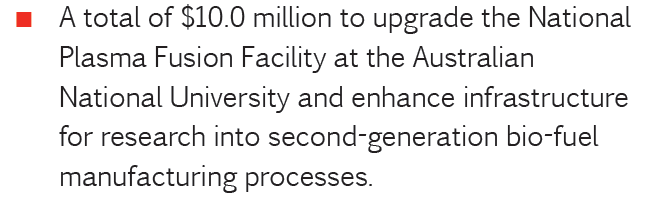 A total of $10.0 million to upgrade the National
Plasma Fusion Facility at the Australian
National University and enhance infrastructure
for research into second-generation bio-fuel
manufacturing processes.